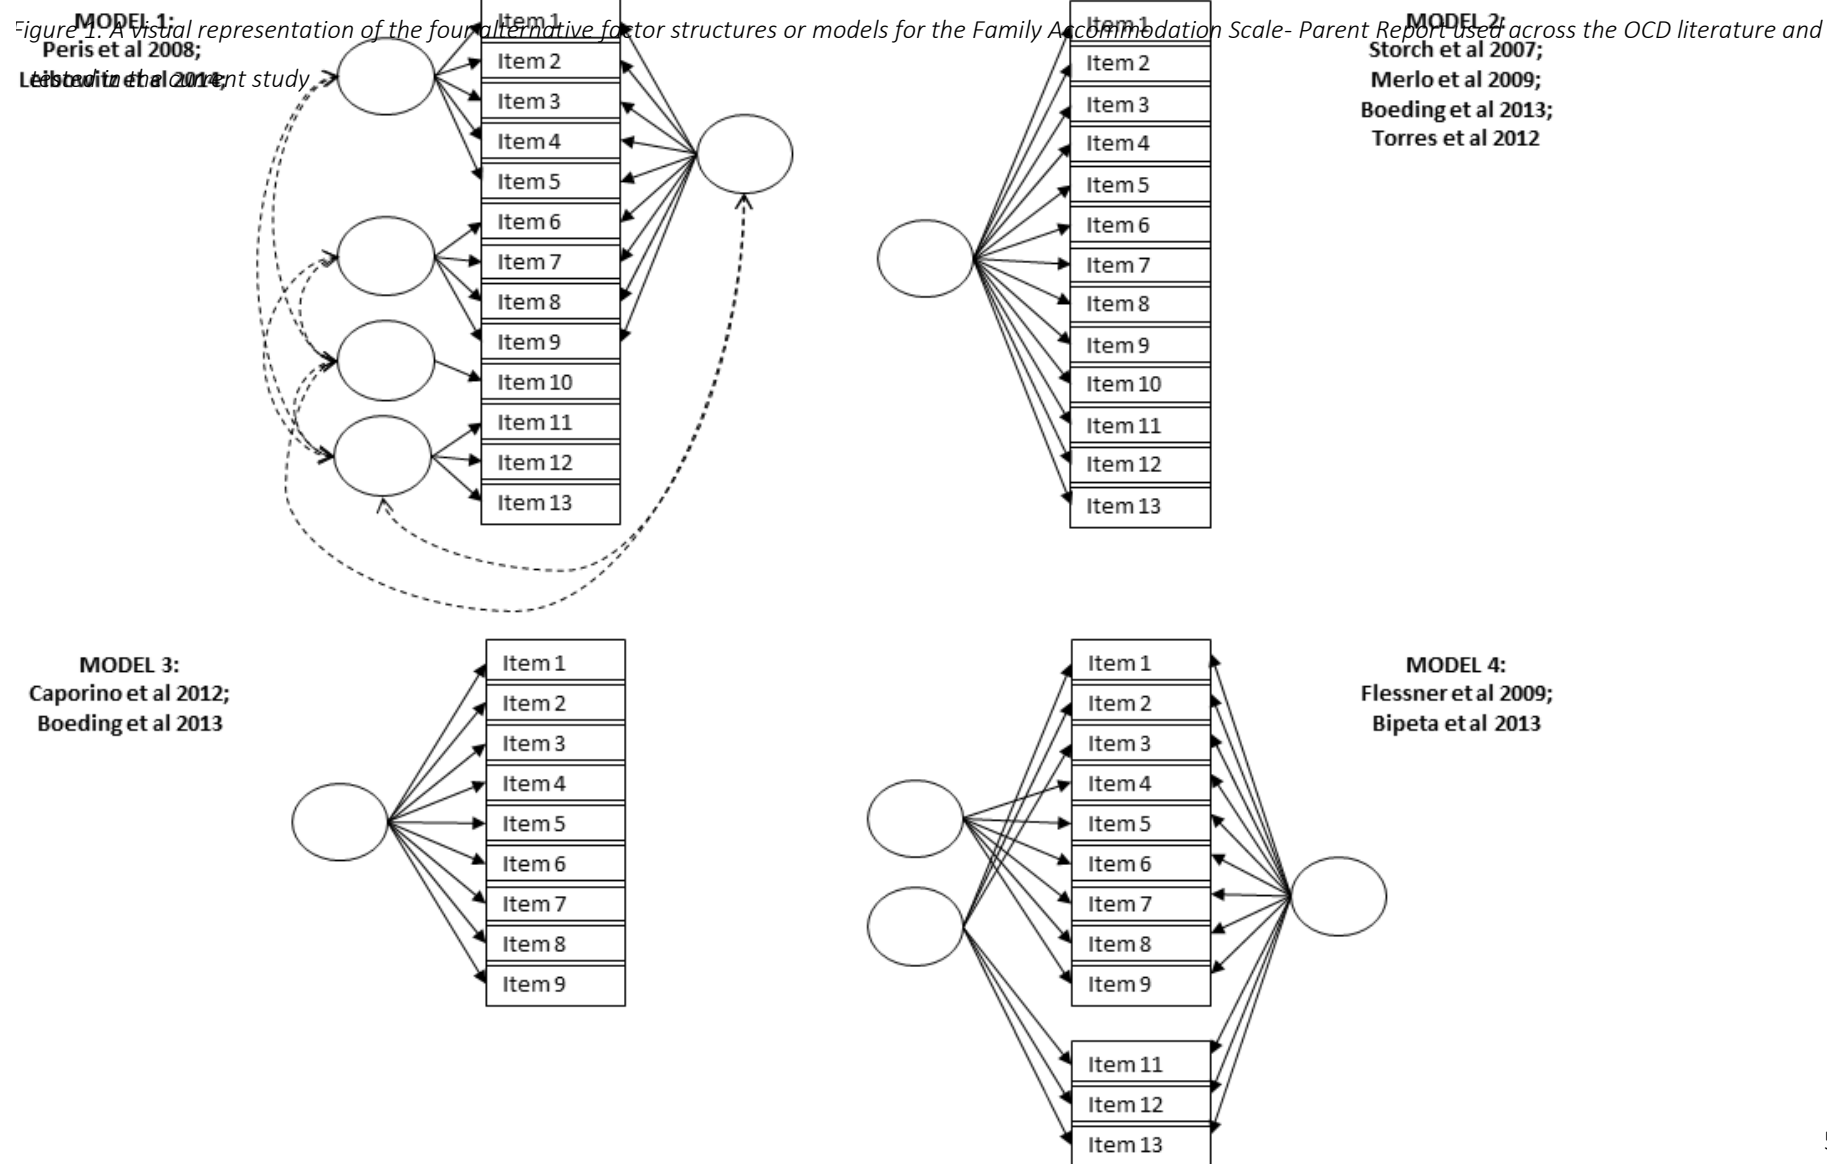 Figure 1. A visual representation of the four alternative factor structures or models for the Family Accommodation Scale- Parent Report used across the OCD literature and
tested in the current study
MODEL 1:
Peris et al 2008;
Leibowitz et al 2014;
Item 1
Item 2
Item 3
Item 4
Item 5
Item 6
Item 7
Item 8
Item 9
Item 10
Item 11
Item 12
Item 13
MODEL 2:
Storch et al 2007;
Merlo et al 2009;
Boeding et al 2013;
Torres et al 2012
Item 1
Item 2
Item 3
Item 4
Item 5
Item 6
Item 7
Item 8
Item 9
Item 10
Item 11
Item 12
Item 13
MODEL 3:
Caporino et al 2012;
Boeding et al 2013
Item 1
Item 2
Item 3
Item 4
Item 5
Item 6
Item 7
Item 8
Item 9
MODEL 4:
Flessner et al 2009;
Bipeta et al 2013
Item 1
Item 2
Item 3
Item 4
Item 5
Item 6
Item 7
Item 8
Item 9
Item 11
Item 12
Item 13